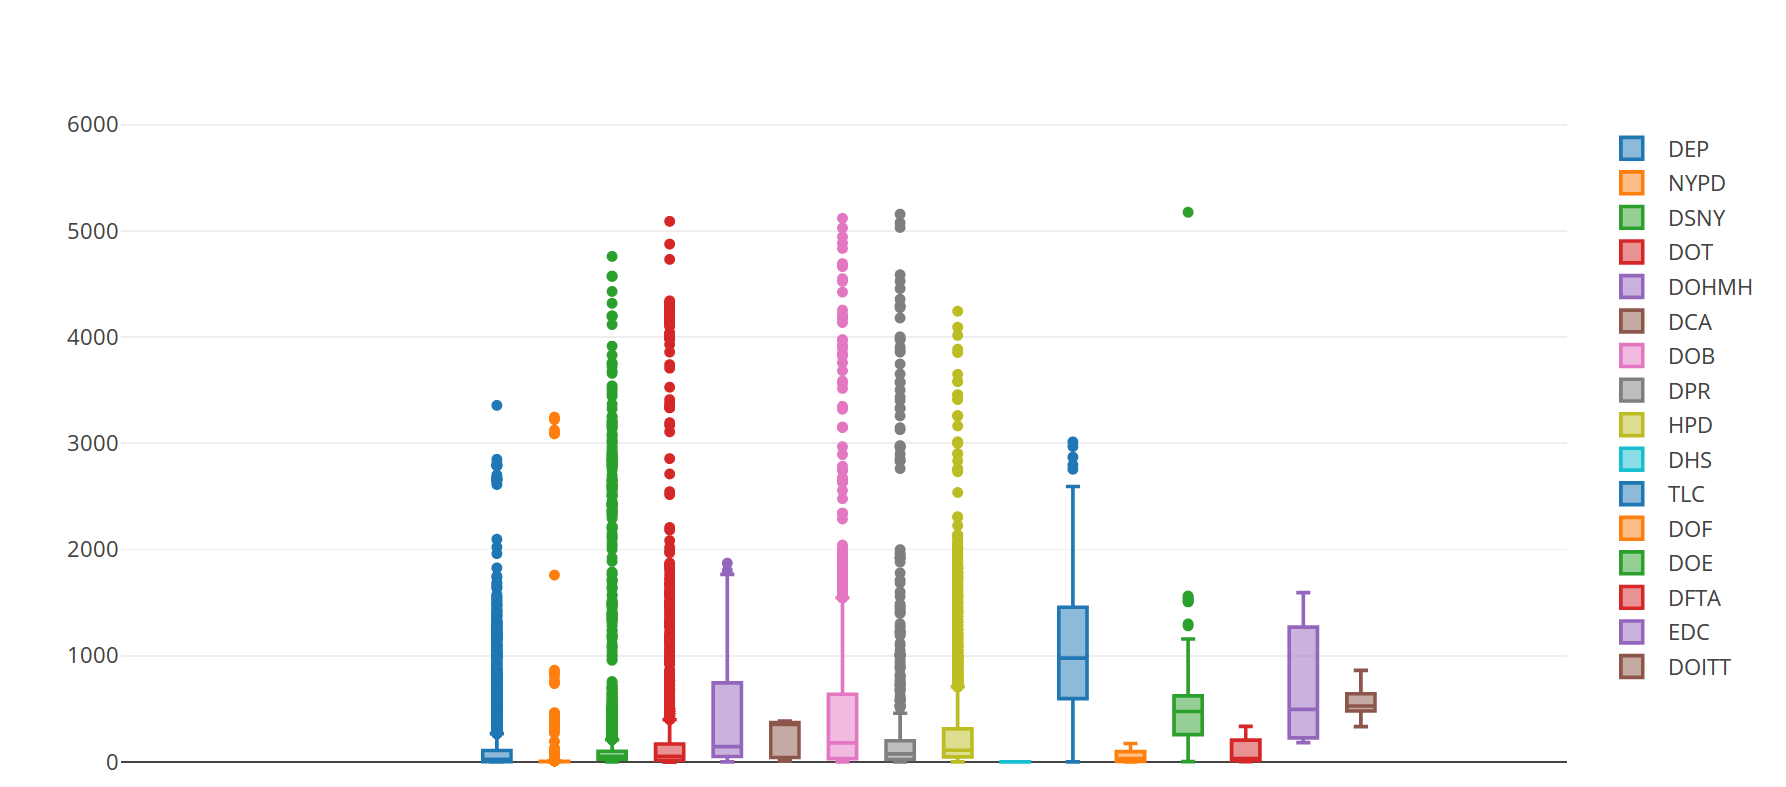 6000
5000
4000
3000
2000
1000
0
DEP
NYPD
DSNY
DOT
DOHMH
DCA
DOB
DPR
HPD
DHS
TLC
DOF
DOE
DFTA
EDC
DOITT